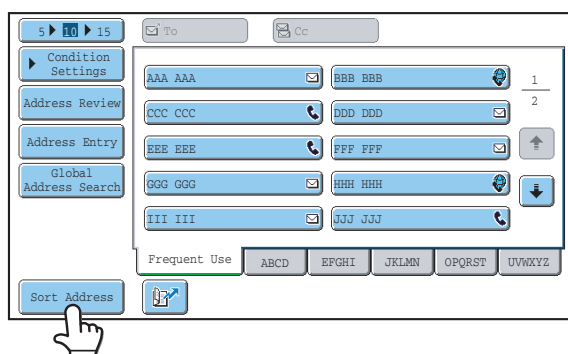 5 10 15
To
Cc
Condition
Settings
Address Review
Address Entry
Global
Address Search
Sort Address
AAA AAA
BBB BBB
CCC CCC
DDD DDD
EEE EEE
FFF FFF
GGG GGG
HHH HHH
III III
JJJ JJJ
1
2
Frequent Use
ABCD
EFGHI
JKLMN
OPQRST
UVWXYZ